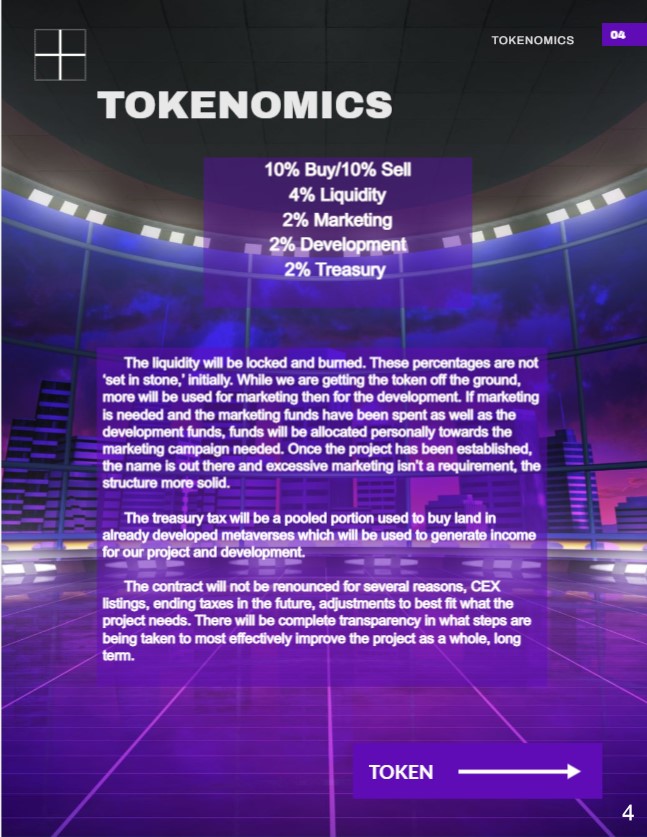 TOKENOMICS
04
TOKENOMICS
10% Buy/10% Sell
4% Liquidity
2% Marketing
2% Development
2% Treasury
The liquidity will be locked and burned. These percentages are not
‘set in stone,’ initially. While we are getting the token off the ground,
more will be used for marketing then for the development. If marketing
is needed and the marketing funds have been spent as well as the
development funds, funds will be allocated personally towards the
marketing campaign needed. Once the project has been established,
the name is out there and excessive marketing isn’t a requirement, the
structure more solid.
The treasury tax will be a pooled portion used to buy land in
already developed metaverses which will be used to generate income
for our project and development.
The contract will not be renounced for several reasons, CEX
listings, ending taxes in the future, adjustments to best fit what the
project needs. There will be complete transparency in what steps are
being taken to most effectively improve the project as a whole, long
term.
TOKEN
4